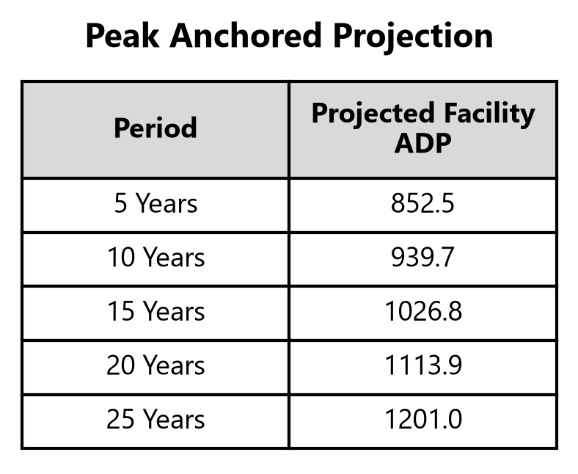 Peak Anchored Projection
Period
Projected Facility
ADP
5 Years 852.5
10 Years 939.7
15 Years 1026.8
20 Years 1113.9
25 Years 1201.0